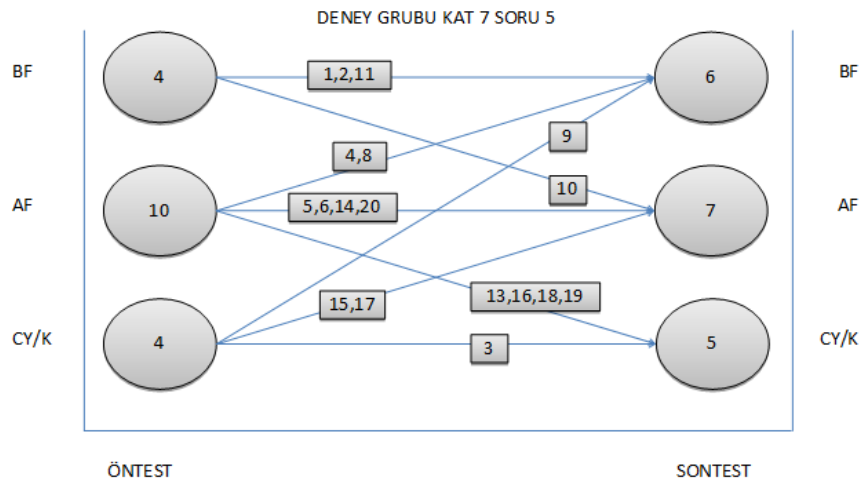 DENEY GRUBU KAT 7 SORU 5
BF 4 1,2,11 6 BF
9
4,8
10
AF 10 5,6,14,20 7 AF
13,16,18,19
15,17
CY/K 4 3 5 CY/K
ÖNTEST SONTEST